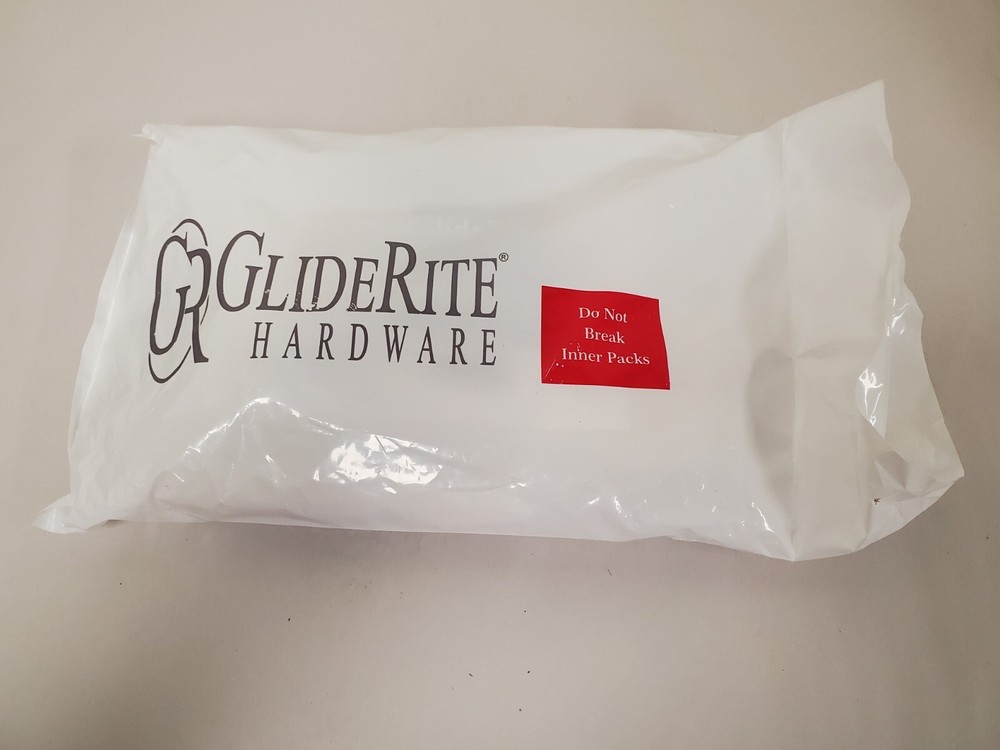 GR GLIDERITE®
HARDWARE
Do Not
Break
Inner Packs